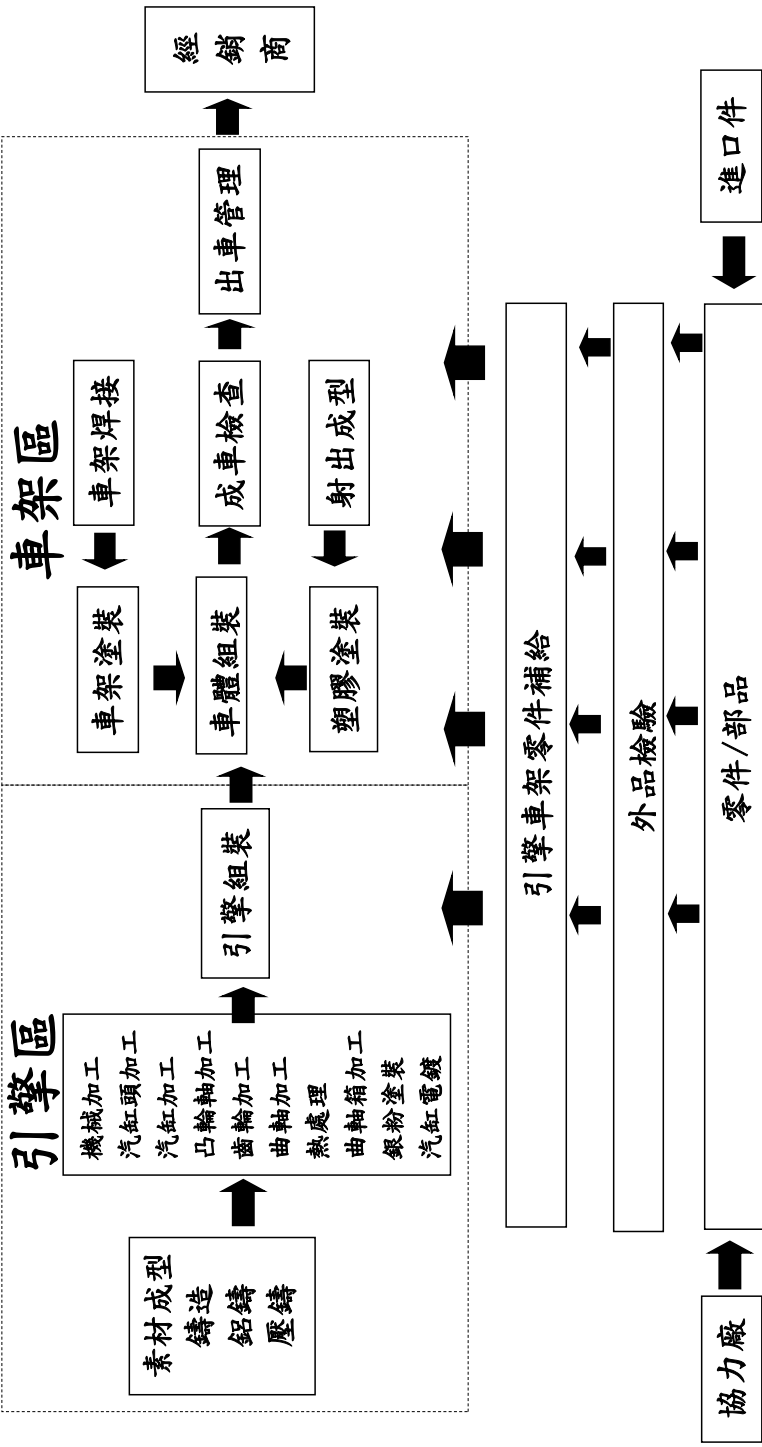 引擎區
車架區
素材成型
鑄造
鋁鑄
壓鑄
機械加工
汽缸頭加工
汽缸加工
凸輪軸加工
齒輪加工
曲軸加工
熱處理
曲軸箱加工
銀粉塗裝
汽缸電鍍
引擎組裝
車架塗裝
車架焊接
車體組裝
成車檢查
出車管理
經銷商
塑膠塗裝
射出成型
引擎車架零件補給
外品檢驗
協力廠
零件/部品
進口件